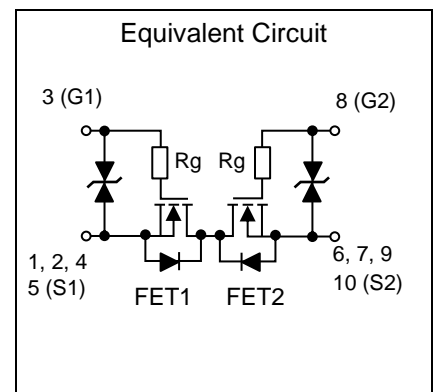 Equivalent Circuit
3 (G1)
8 (G2)
Rg
Rg
1, 2, 4
5 (S1)
6, 7, 9
10 (S2)
FET1
FET2